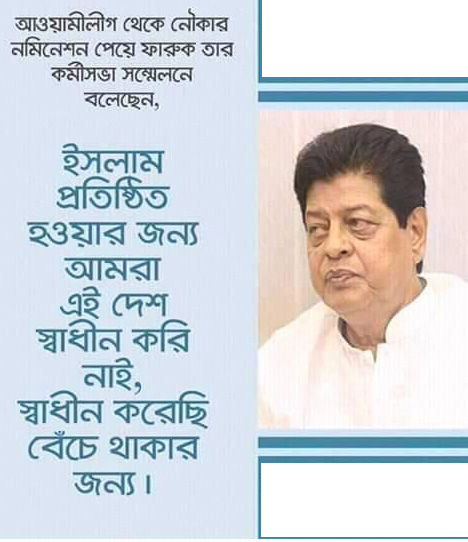 আওয়ামীলীগ থেকে নৌকার
নমিনেশন পেয়ে ফারুক তার
কর্মীসভা সম্মেলনে
বলেছেন,
ইসলাম
প্রতিষ্ঠিত
হওয়ার জন্য
আমরা
এই দেশ
স্বাধীন করি
নাই,
স্বাধীন করেছি
বেঁচে থাকার
জন্য।